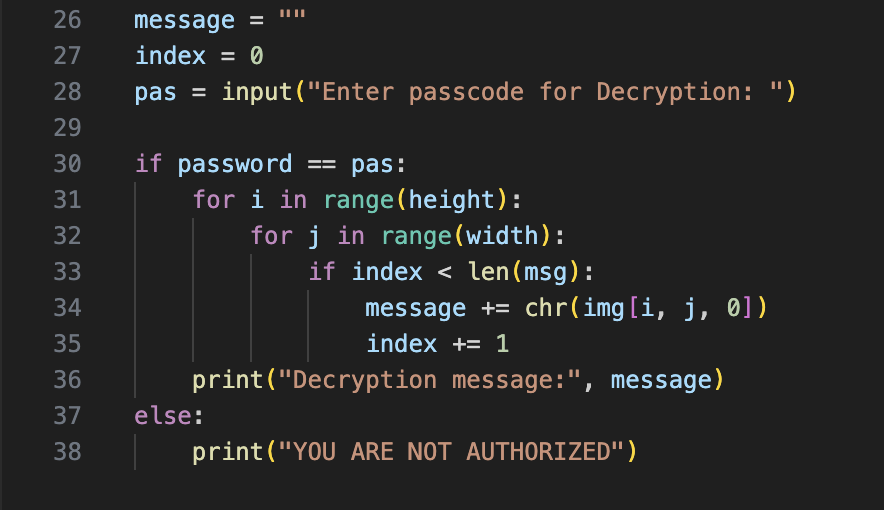 26 message = ""
27 index = 0
28 pas = input("Enter passcode for Decryption: ")
29
30 if password == pas:
31     for i in range(height):
32         for j in range(width):
33             if index < len(msg):
34                 message += chr(img[i, j, 0])
35                 index += 1
36     print("Decryption message:", message)
37 else:
38     print("YOU ARE NOT AUTHORIZED")